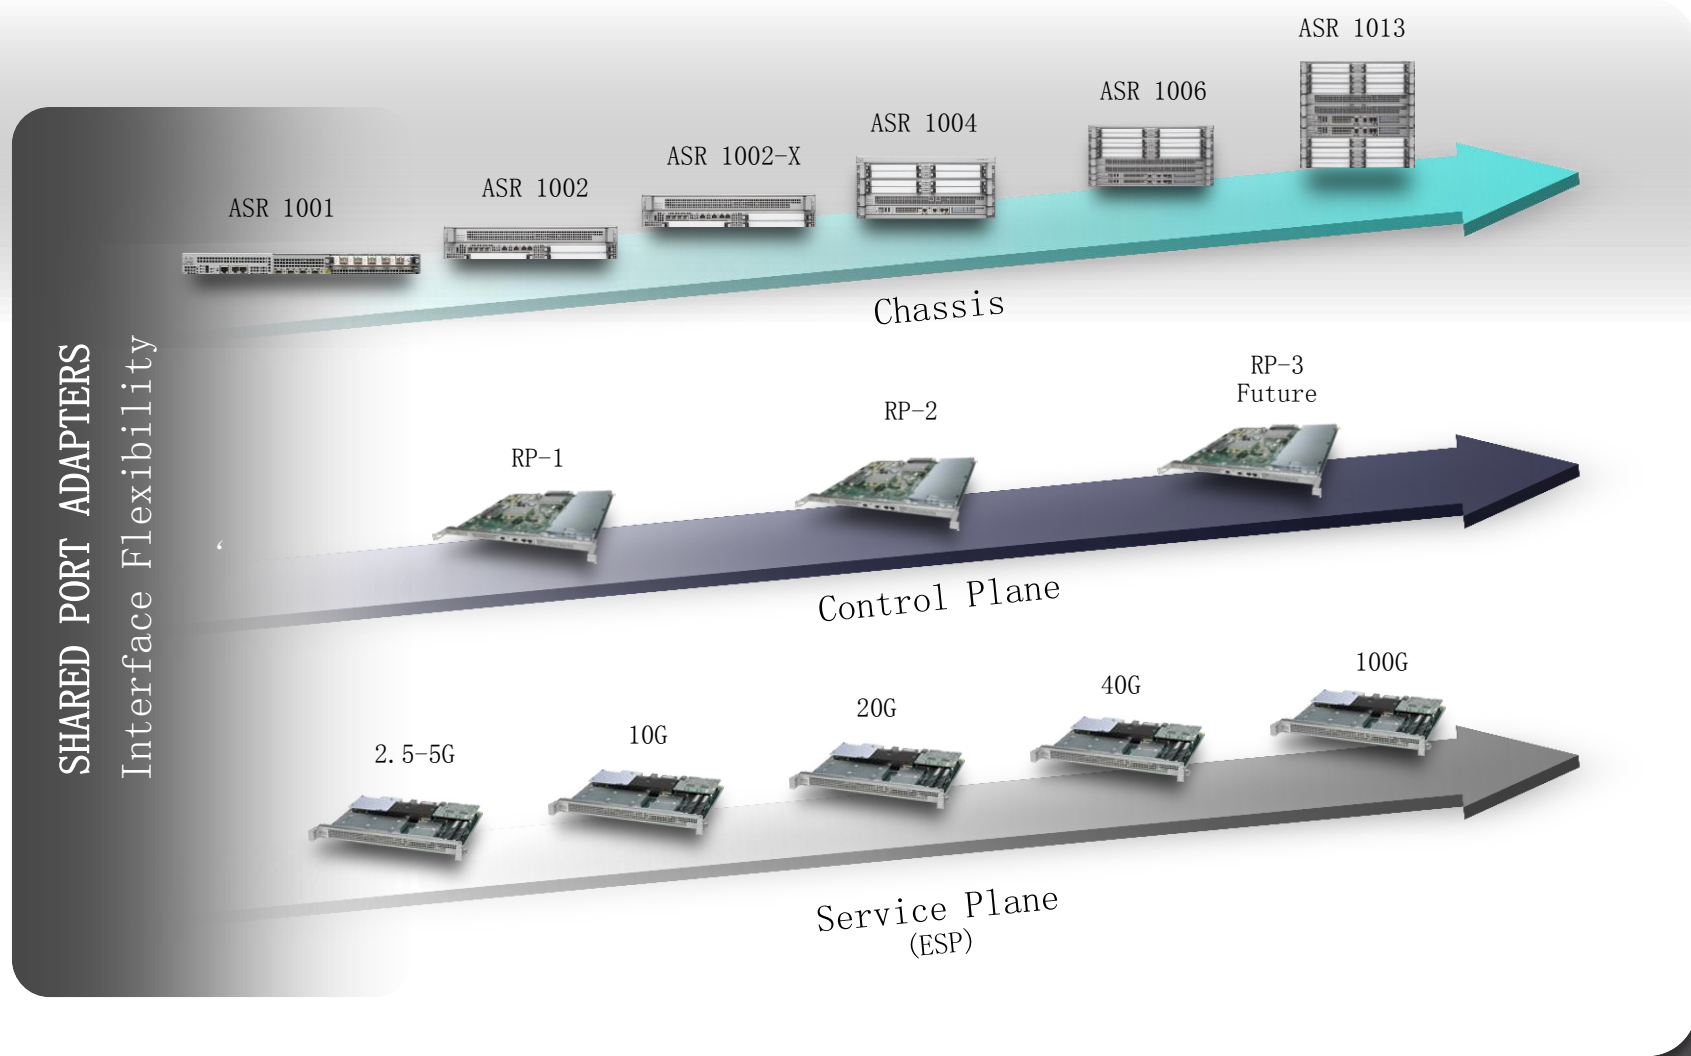 ASR 1013
ASR 1006
ASR 1004
ASR 1002-X
ASR 1002
ASR 1001
Chassis
SHARED PORT ADAPTERS
Interface Flexibility
‘
RP-1
RP-2
RP-3
Future
Control Plane
2.5-5G
10G
20G
40G
100G
Service Plane
(ESP)